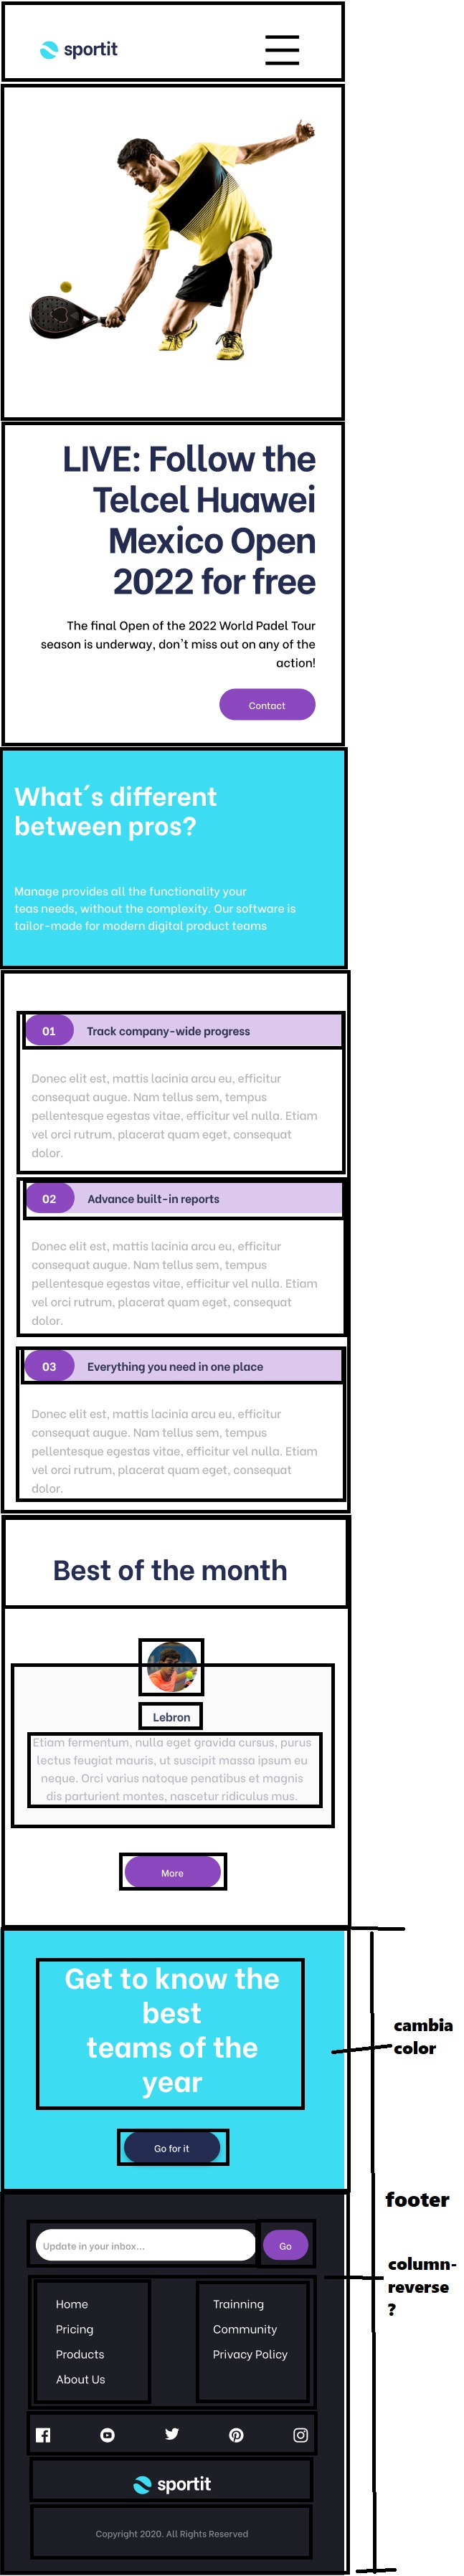 sportit
LIVE: Follow the
Telcel Huawei
Mexico Open
2022 for free
The final Open of the 2022 World Padel Tour
season is underway, don't miss out on any of the
action!
Contact
What´s different
between pros?
Manage provides all the functionality your
teas needs, without the complexity. Our software is
tailor-made for modern digital product teams
01 Track company-wide progress
Donec elit est, mattis lacinia arcu eu, efficitur
consequat augue. Nam tellus sem, tempus
pellentesque egestas vitae, efficitur vel nulla. Etiam
vel orci rutrum, placerat quam eget, consequat
dolor.
02 Advance built-in reports
Donec elit est, mattis lacinia arcu eu, efficitur
consequat augue. Nam tellus sem, tempus
pellentesque egestas vitae, efficitur vel nulla. Etiam
vel orci rutrum, placerat quam eget, consequat
dolor.
03 Everything you need in one place
Donec elit est, mattis lacinia arcu eu, efficitur
consequat augue. Nam tellus sem, tempus
pellentesque egestas vitae, efficitur vel nulla. Etiam
vel orci rutrum, placerat quam eget, consequat
dolor.
Best of the month
Lebron
Etiam fermentum, nulla eget gravida cursus, purus
lectus feugiat mauris, ut suscipit massa ipsum eu
neque. Orci varius natoque penatibus et magnis
dis parturient montes, nascetur ridiculus mus.
More
Get to know the
best
teams of the
year
Go for it
cambia
color
footer
column-
reverse
?
Update in your inbox...
Go
Home
Pricing
Products
About Us
Trainning
Community
Privacy Policy
sportit
Copyright 2020. All Rights Reserved